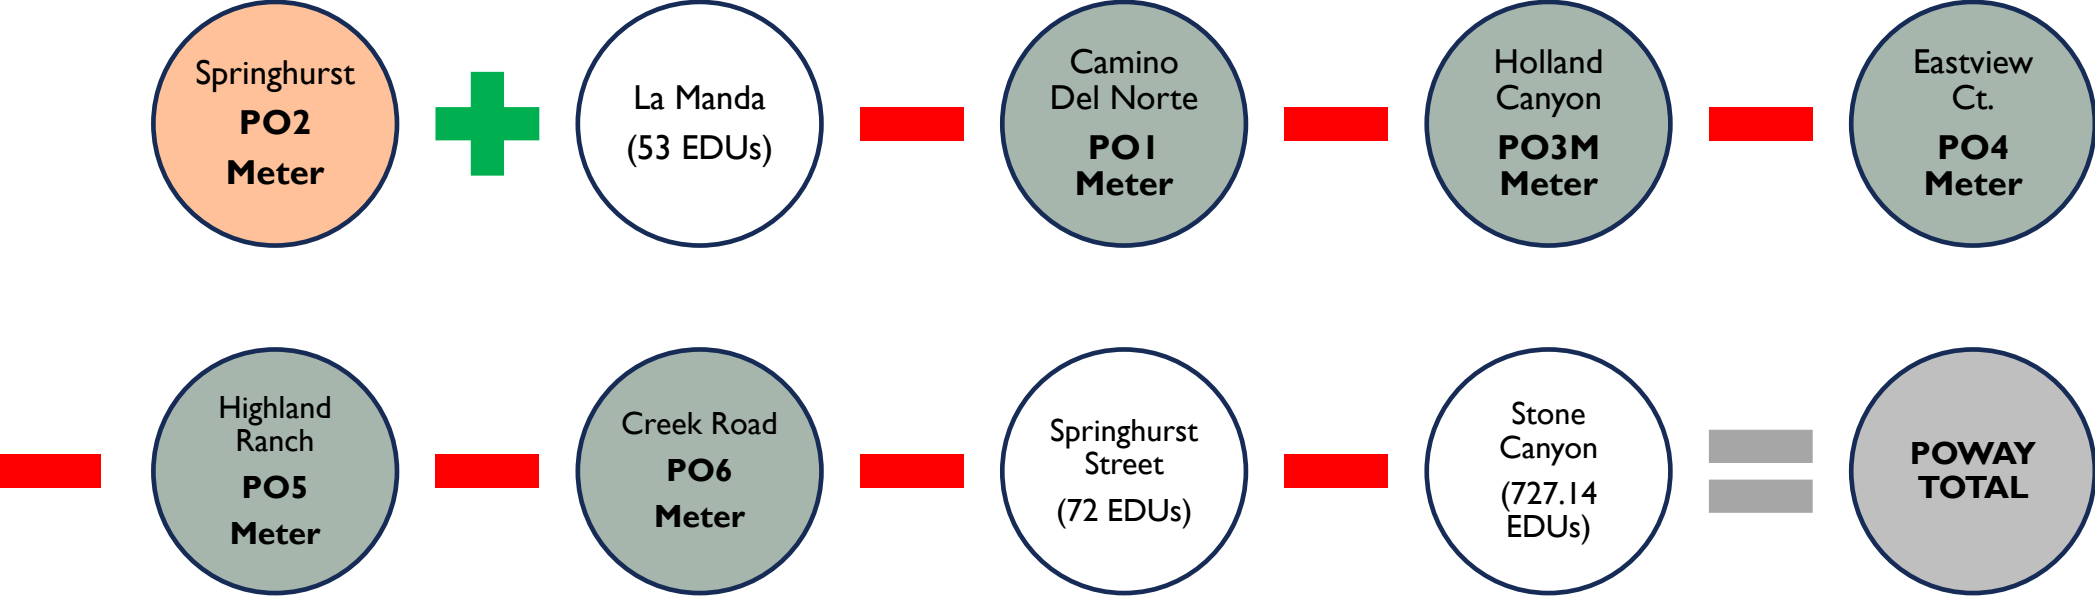 Springhurst
PO2
Meter
La Manda
(53 EDUs)
Camino
Del Norte
PO1
Meter
Holland
Canyon
PO3M
Meter
Eastview
Ct.
PO4
Meter
Highland
Ranch
PO5
Meter
Creek Road
PO6
Meter
Springhurst
Street
(72 EDUs)
Stone
Canyon
(727.14
EDUs)
POWAY
TOTAL